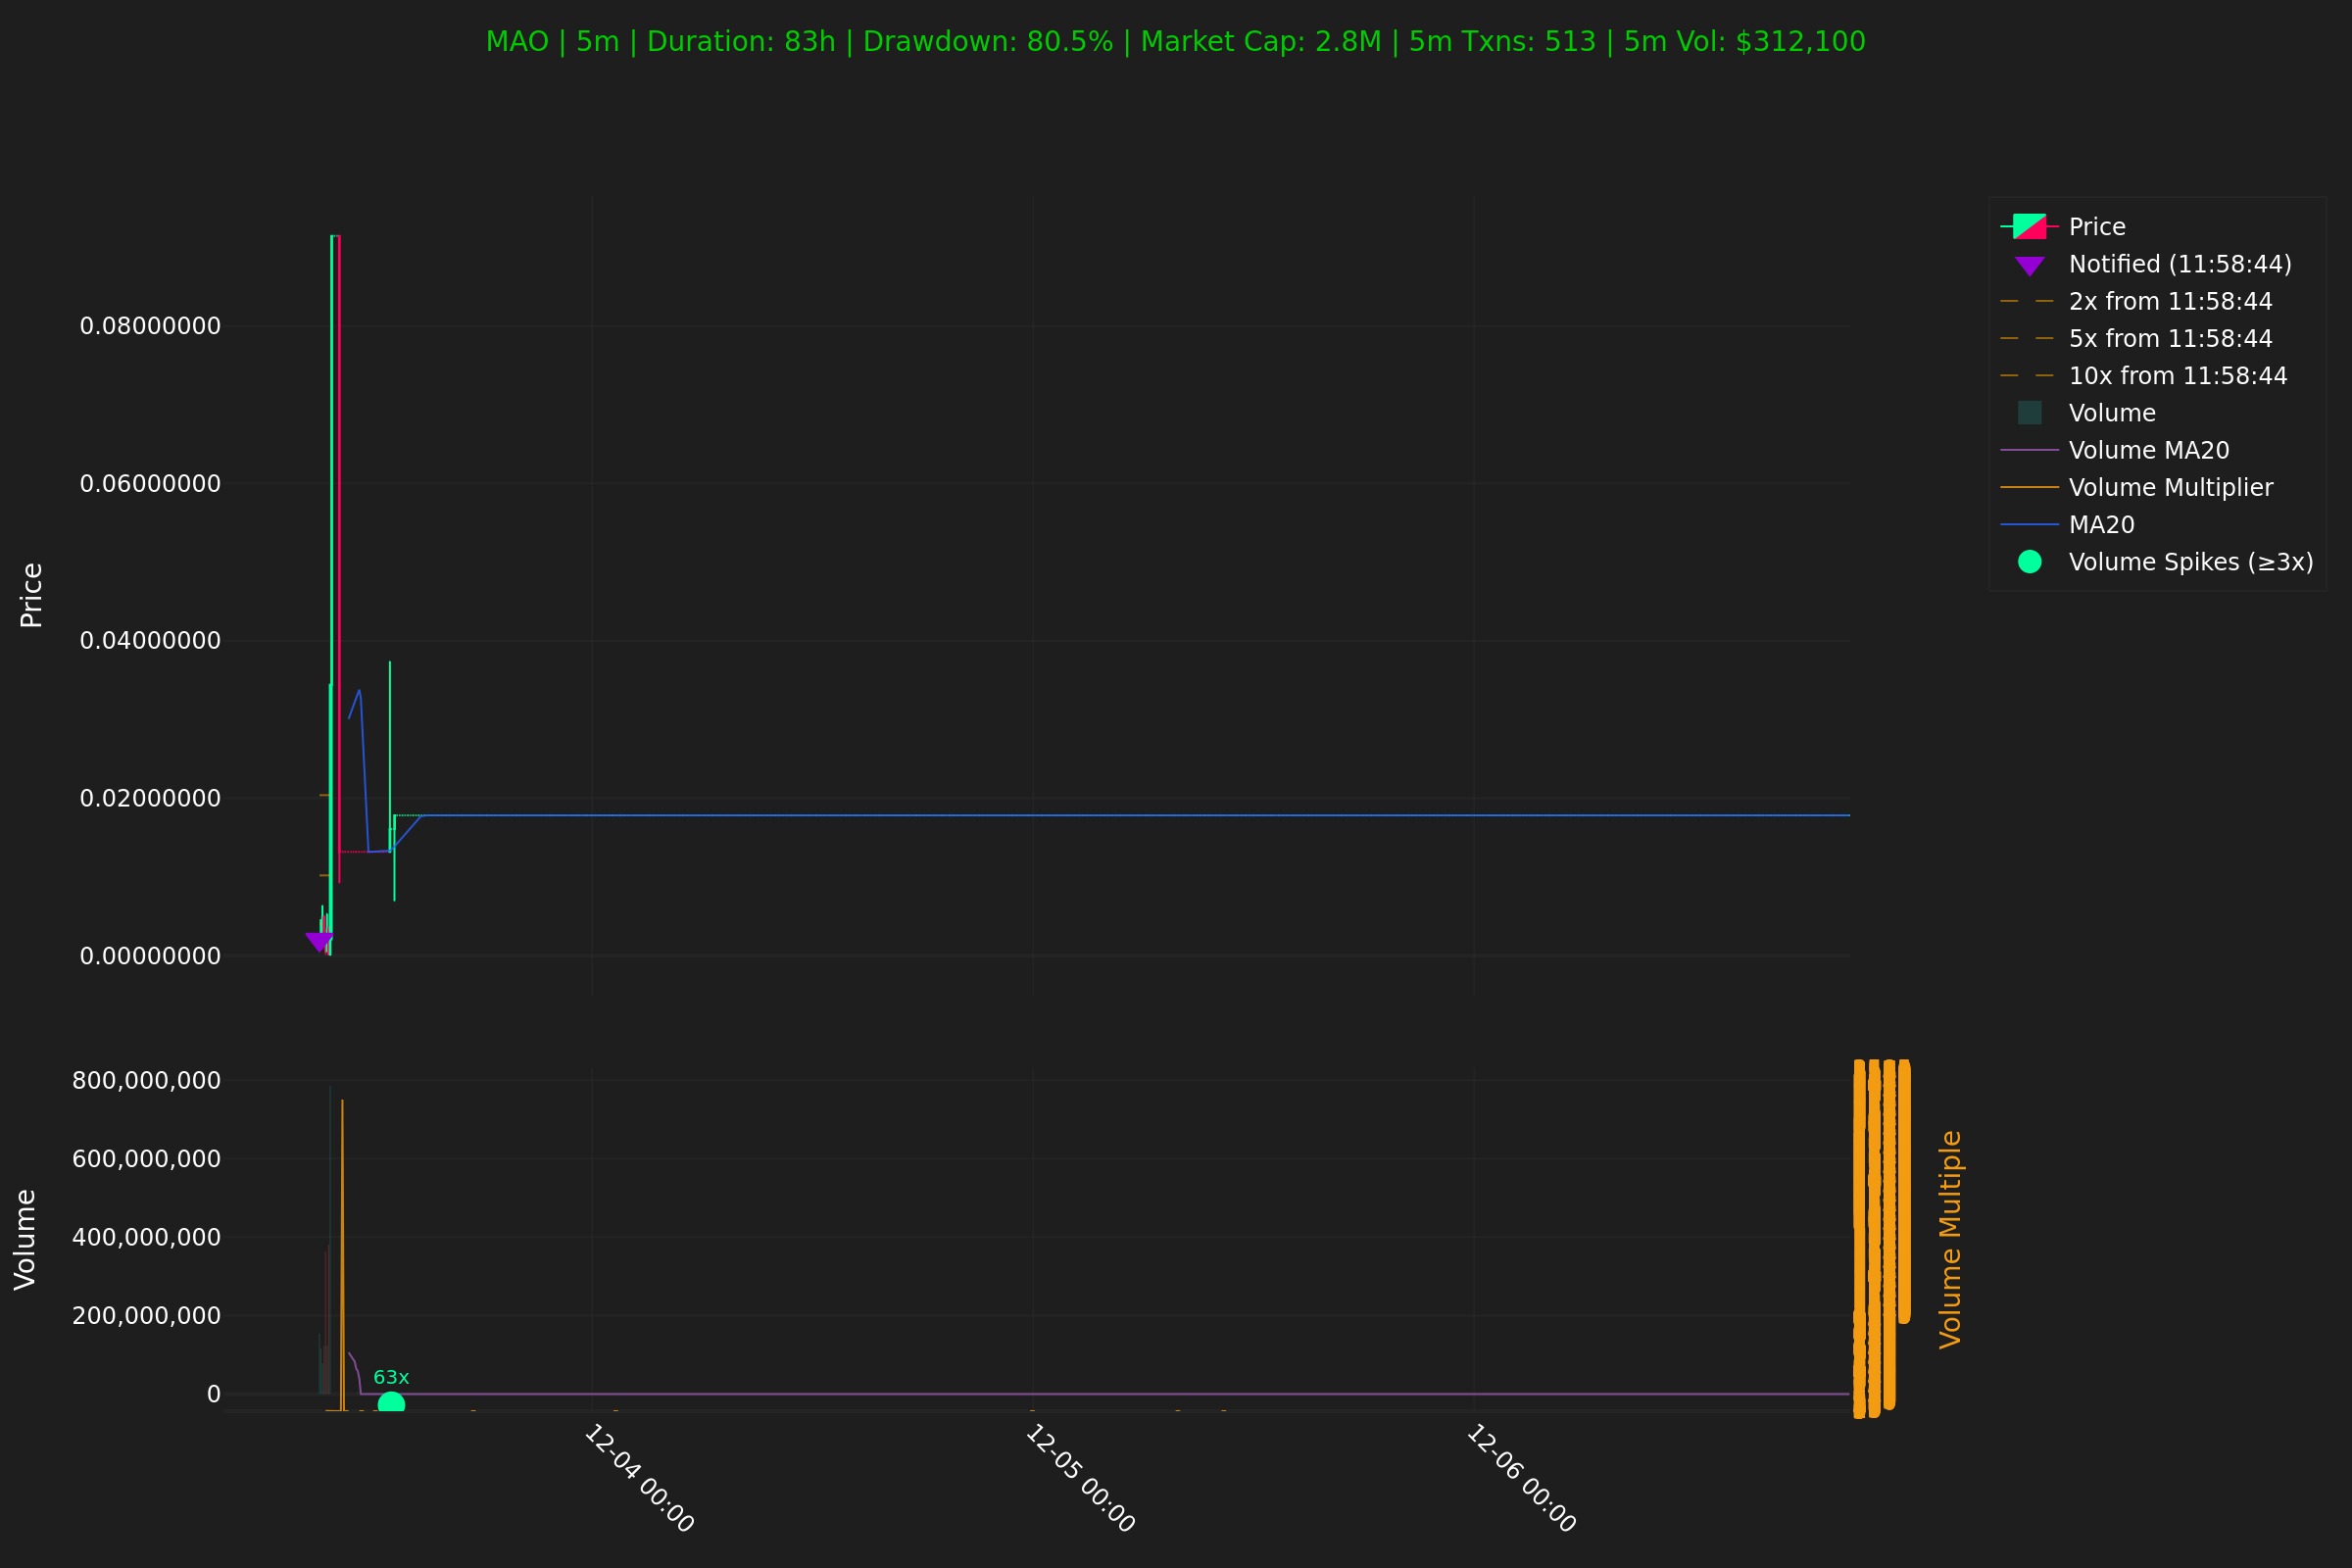 MAO | 5m | Duration: 83h | Drawdown: 80.5% | Market Cap: 2.8M | 5m Txns: 513 | 5m Vol: $312,100
Price
0.08000000
0.06000000
0.04000000
0.02000000
0.00000000
Price
Notified (11:58:44)
2x from 11:58:44
5x from 11:58:44
10x from 11:58:44
Volume
Volume MA20
Volume Multiplier
MA20
Volume Spikes (≥3x)
Volume
800,000,000
600,000,000
400,000,000
200,000,000
0
63x
Volume Multiple
12-04 00:00
12-05 00:00
12-06 00:00